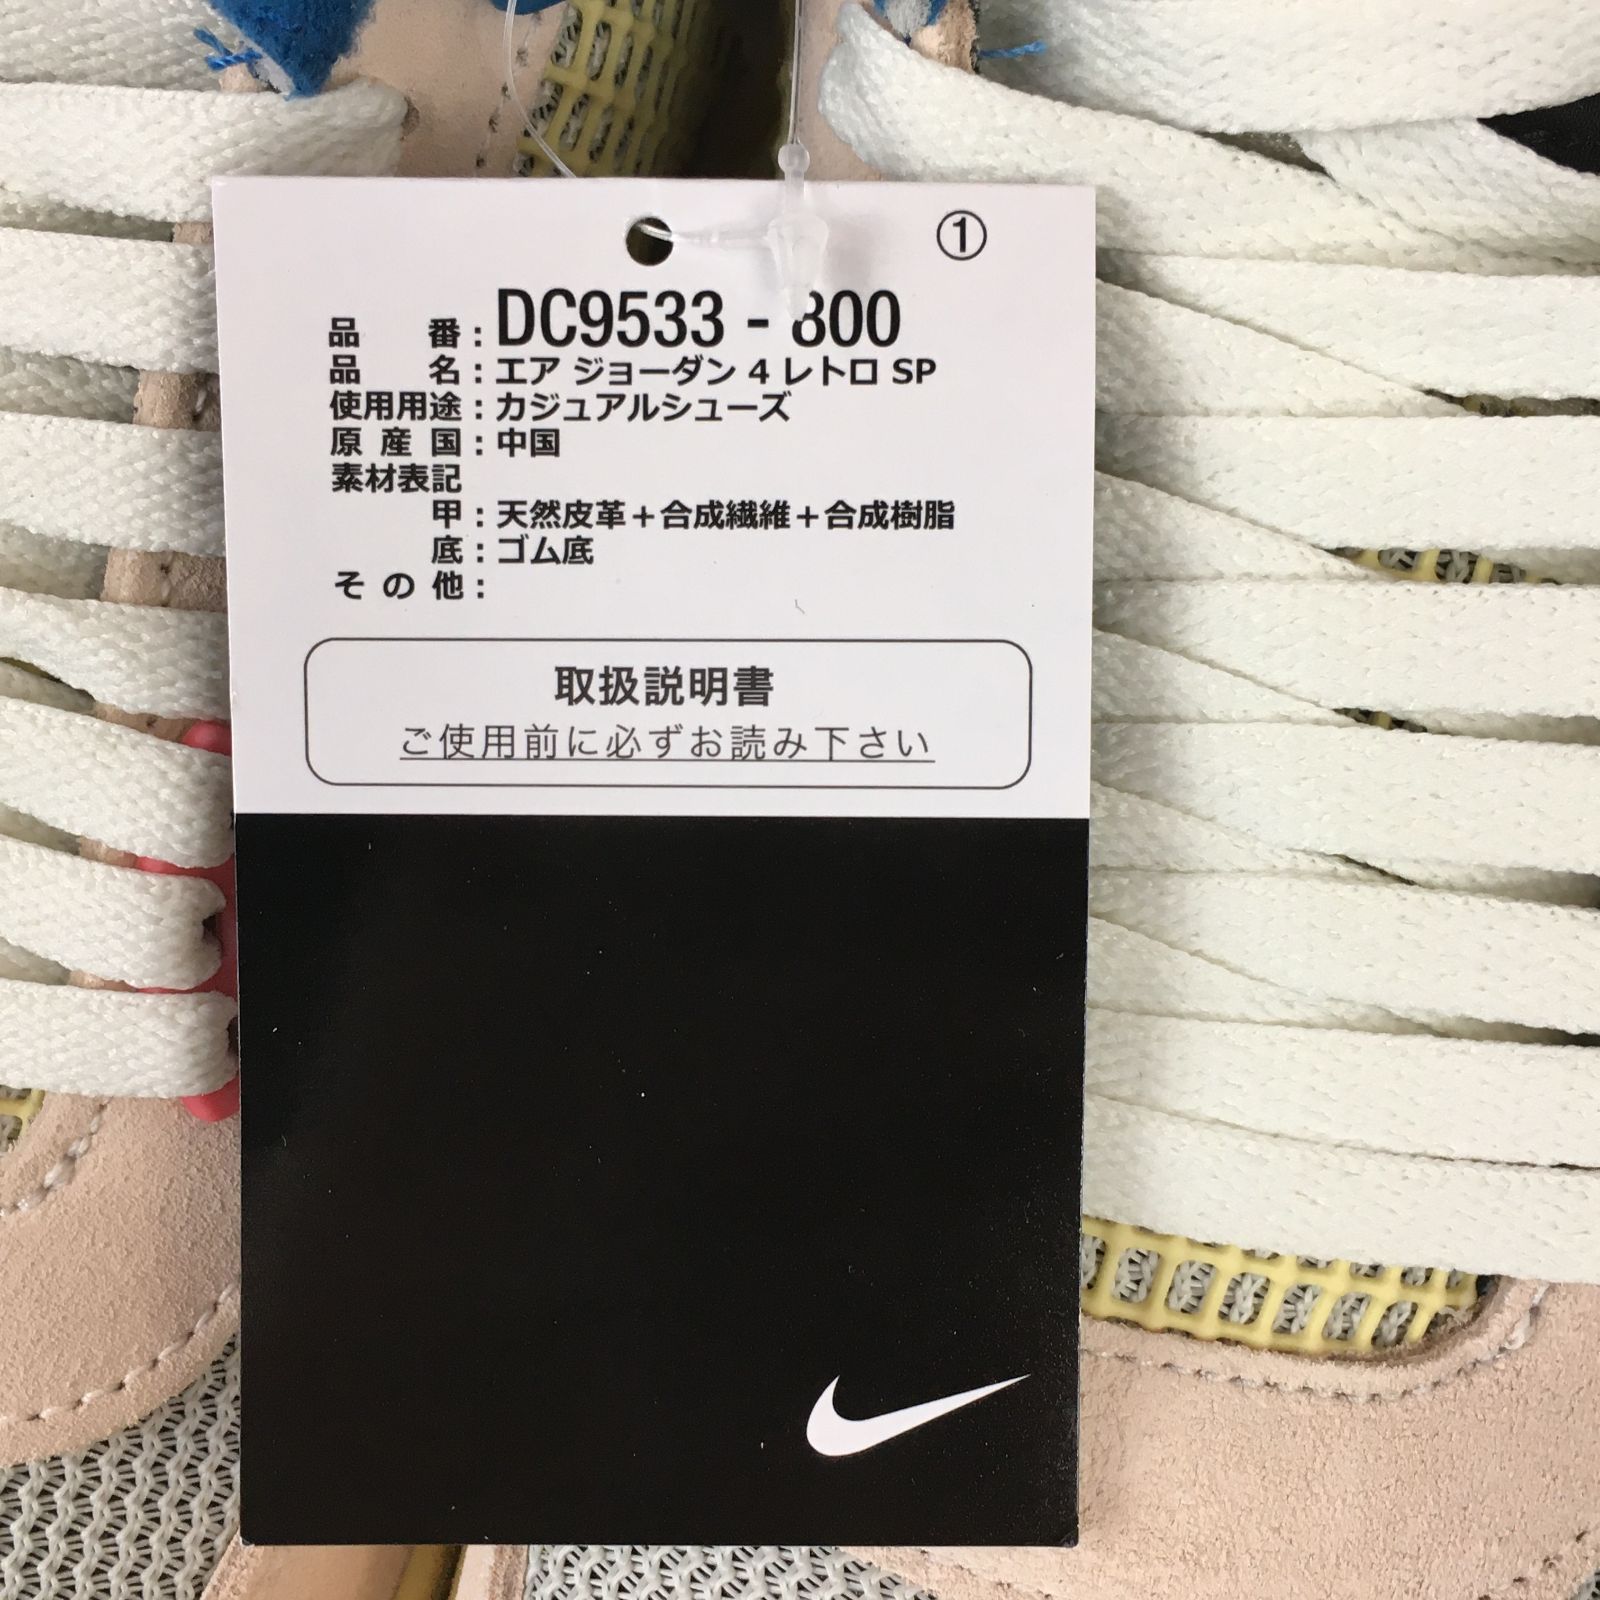 ①
品番：DC9533 - 800
品名：エア ジョーダン 4 レトロ SP
使用用途：カジュアルシューズ
原産国：中国
素材表記
甲：天然皮革＋合成繊維＋合成樹脂
底：ゴム底
その他：
取扱説明書
ご使用前に必ずお読み下さい